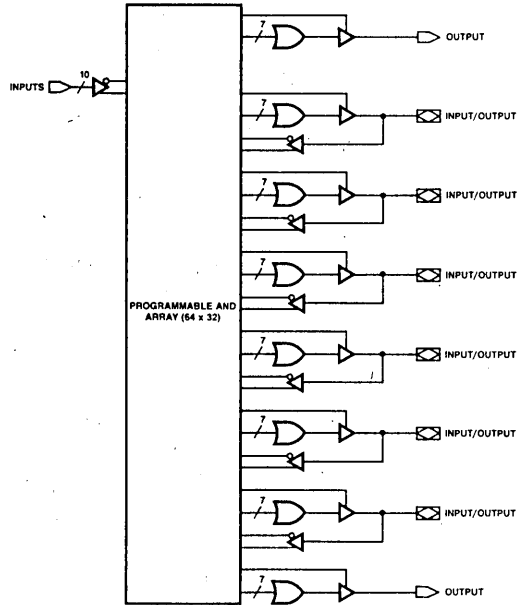 7
OUTPUT
INPUTS
10
7
INPUT/OUTPUT
7
INPUT/OUTPUT
7
INPUT/OUTPUT
PROGRAMMABLE AND
ARRAY (64 x 32)
7
INPUT/OUTPUT
7
INPUT/OUTPUT
7
INPUT/OUTPUT
7
OUTPUT